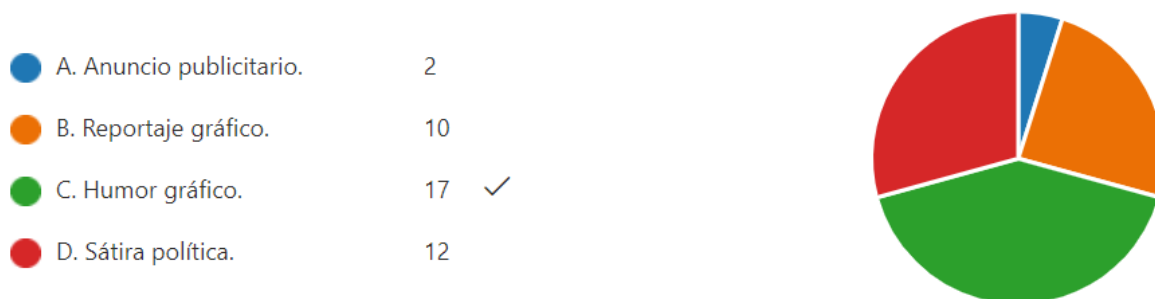 A. Anuncio publicitario. 2
B. Reportaje gráfico. 10
C. Humor gráfico. 17
D. Sátira política. 12